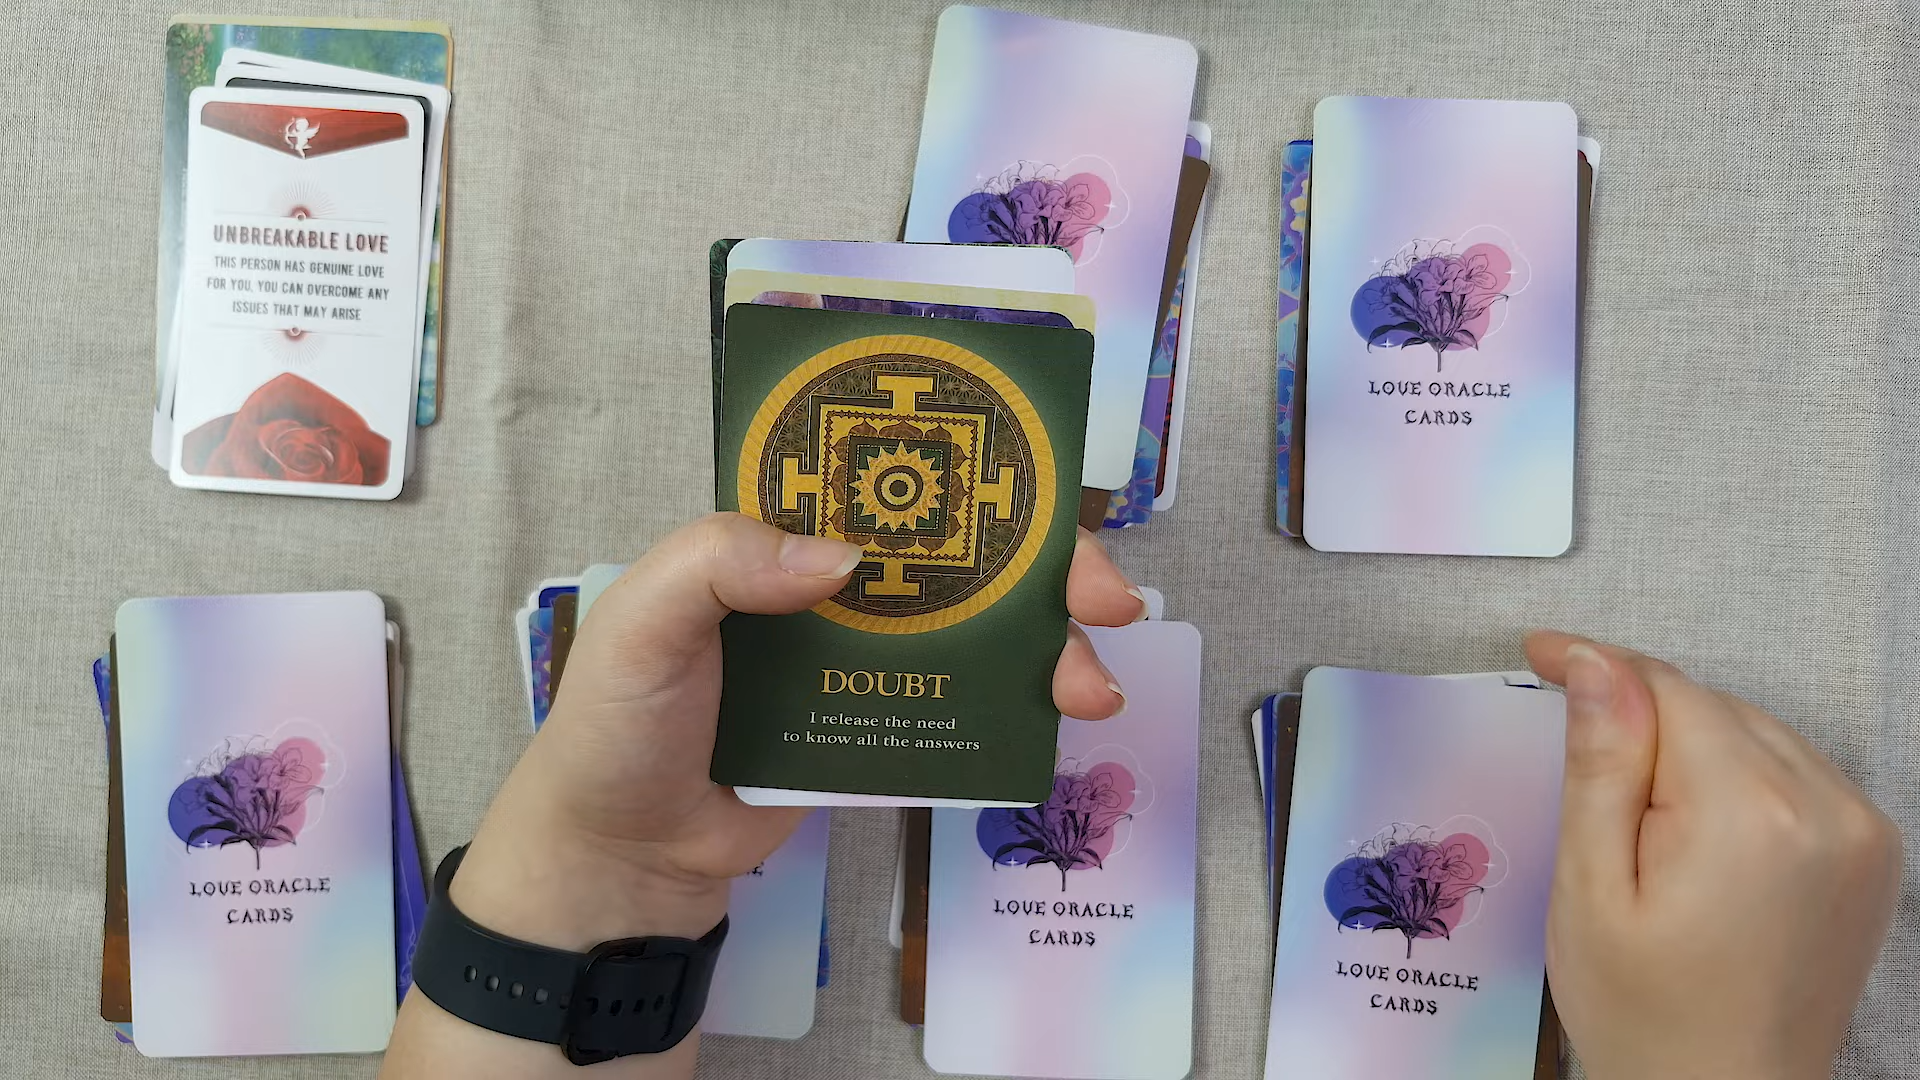 UNBREAKABLE LOVE
THIS PERSON HAS GENUINE LOVE
FOR YOU, YOU CAN OVERCOME ANY
ISSUES THAT MAY ARISE
LOVE ORACLE
CARDS
DOUBT
I release the need
to know all the answers
LOVE ORACLE
CARDS
LOVE ORACLE
CARDS
LOVE ORACLE
CARDS